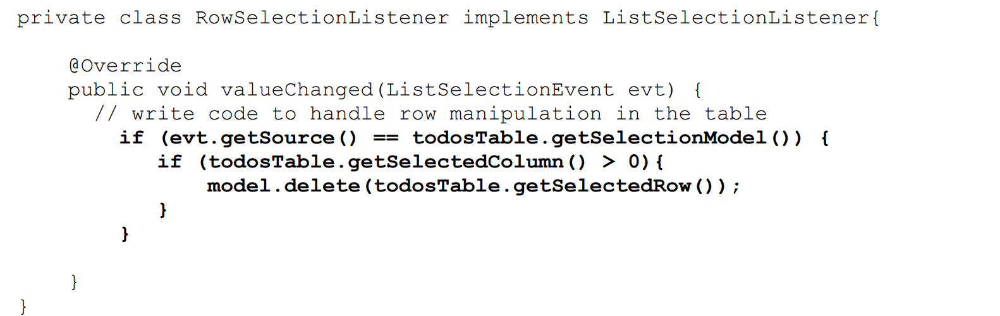 private class RowSelectionListener implements ListSelectionListener{
@Override
public void valueChanged(ListSelectionEvent evt) {
// write code to handle row manipulation in the table
if (evt.getSource() == todosTable.getSelectionModel()) {
if (todosTable.getSelectedColumn() > 0){
model.delete(todosTable.getSelectedRow());
}
}
}
}